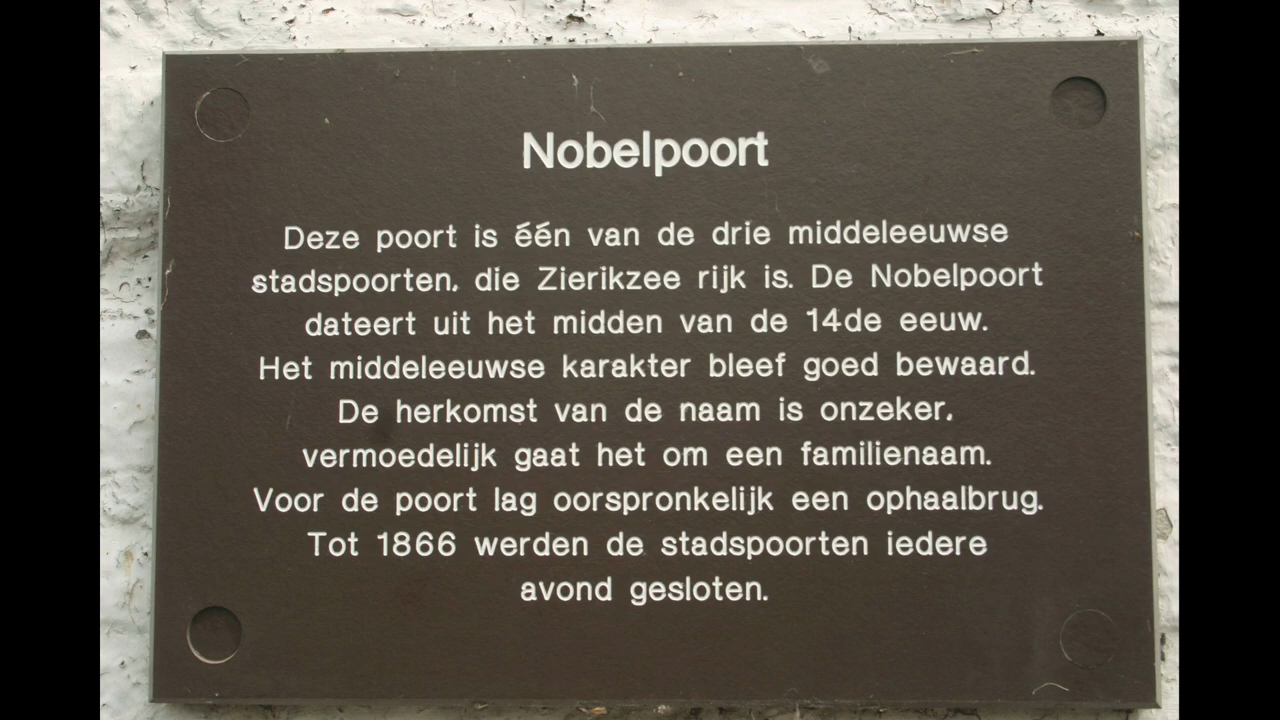 Nobelpoort
Deze poort is één van de drie middeleeuwse
stadspoorten, die Zierikzee rijk is. De Nobelpoort
dateert uit het midden van de 14de eeuw.
Het middeleeuwse karakter bleef goed bewaard.
De herkomst van de naam is onzeker,
vermoedelijk gaat het om een familienaam.
Voor de poort lag oorspronkelijk een ophaalbrug.
Tot 1866 werden de stadspoorten iedere
avond gesloten.